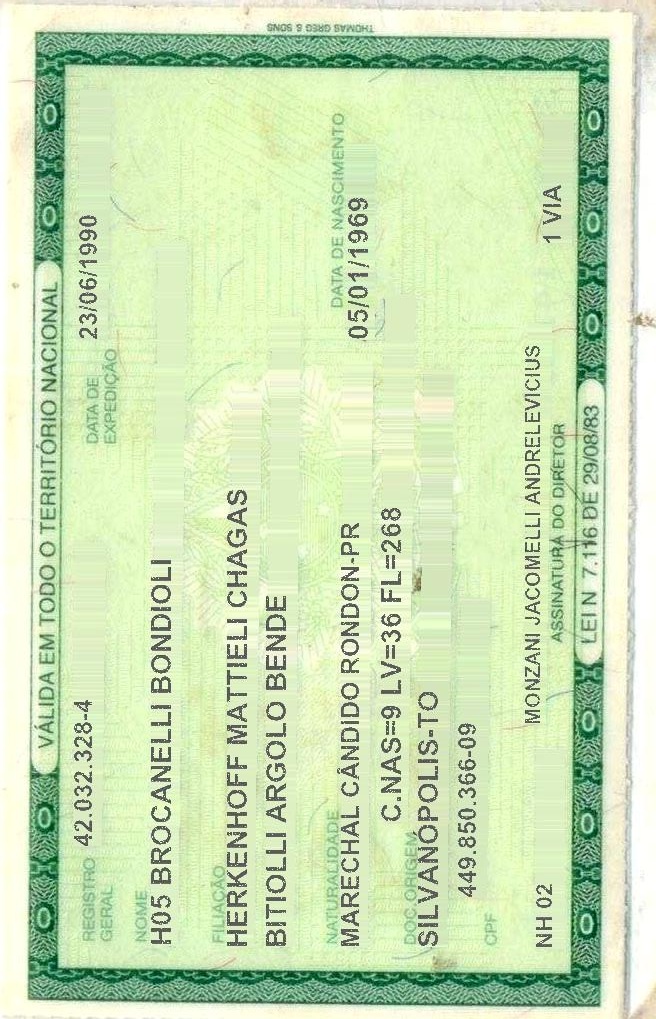 THOMAS GREG & SONS
VÁLIDA EM TODO O TERRITÓRIO NACIONAL
REGISTRO GERAL 42.032.328-4 DATA DE EXPEDIÇÃO 23/06/1990
NOME
H05 BROCANELLI BONDIOLI
FILIAÇÃO
HERKENHOFF MATTIELI CHAGAS
BITIOLLI ARGOLO BENDE
NATURALIDADE DATA DE NASCIMENTO
MARECHAL CÂNDIDO RONDON-PR 05/01/1969
DOC ORIGEM C.NAS=9 LV=36 FL=268
SILVANOPOLIS-TO
CPF 449.850.366-09
MONZANI JACOMELLI ANDRELEVICIUS
NH 02 1 VIA
ASSINATURA DO DIRETOR
LEI N 7.116 DE 29/08/83